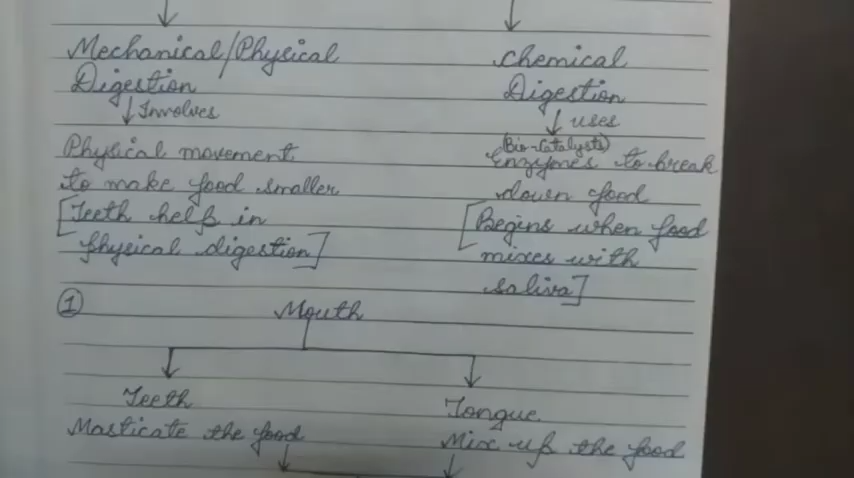 Mechanical/Physical
Digestion
Involves
Physical movement
to make food smaller
[Teeth help in
physical digestion]
Chemical
Digestion
uses
(Bio-Catalysts)
Enzymes to break
down food
[Begins when food
mixes with
saliva]
① Mouth
Teeth
Masticate the food
Tongue
Mix up the food